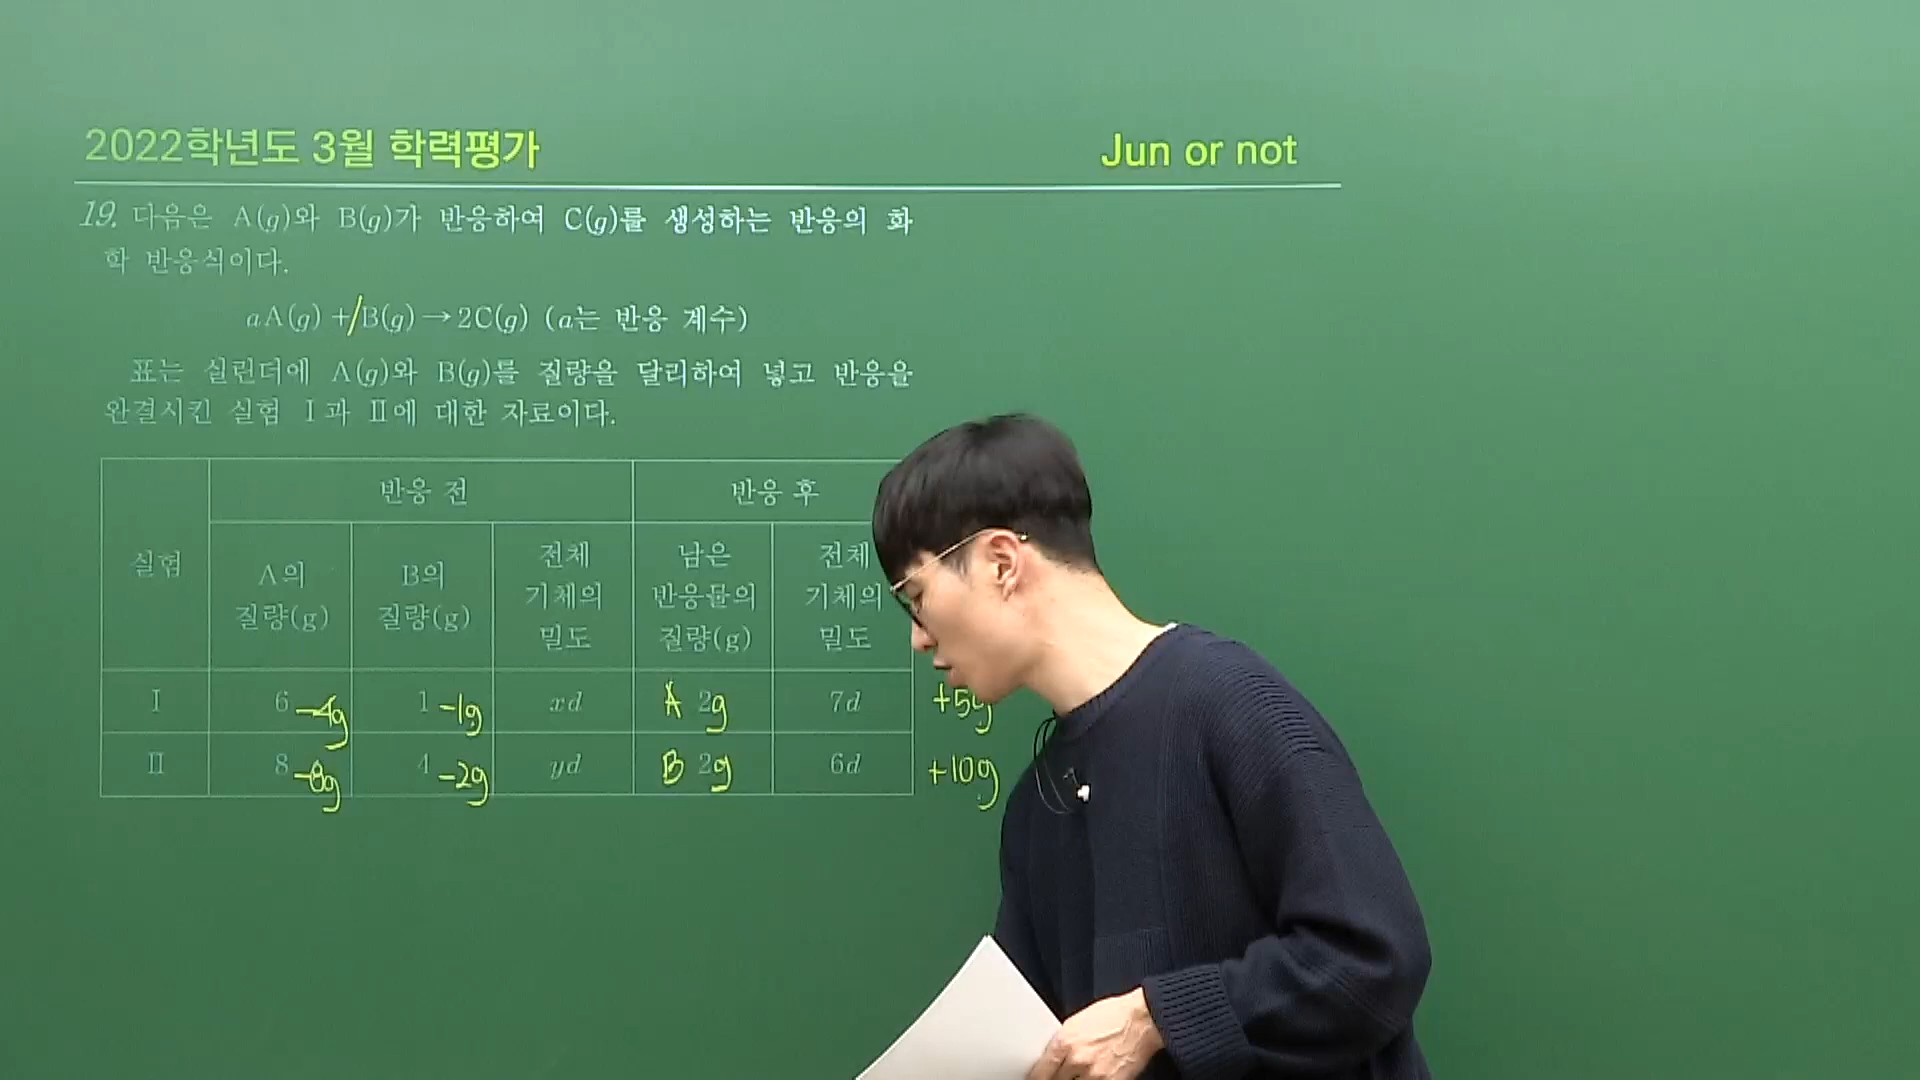 2022학년도 3월 학력평가
Jun or not
19. 다음은 A(g)와 B(g)가 반응하여 C(g)를 생성하는 반응의 화
학 반응식이다.
aA(g) + B(g) → 2C(g) (a는 반응 계수)
표는 실린더에 A(g)와 B(g)를 질량을 달리하여 넣고 반응을
완결시킨 실험 Ⅰ과 Ⅱ에 대한 자료이다.
실험 반응 전 반응 후
A의 질량(g) B의 질량(g) 전체 기체의 밀도 남은 반응물의 질량(g) 전체 기체의 밀도
Ⅰ 6 -4g 1 -1g xd A 2g 7d +5g
Ⅱ 8 -8g 4 -2g yd B 2g 6d +10g